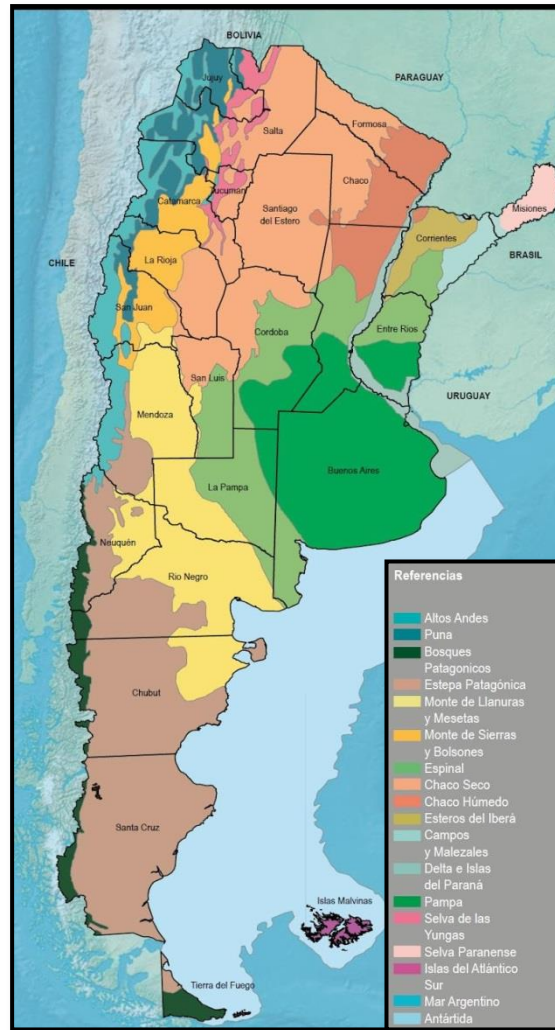 BOLIVIA
PARAGUAY
Jujuy
Formosa
Salta
Chaco
Tucuman
Catamarca
Santiago
del Estero
Misiones
Corrientes
CHILE
La Rioja
BRASIL
San Juan
Cordoba
Entre Rios
San Luis
URUGUAY
Mendoza
Buenos Aires
La Pampa
Neuquén
Rio Negro
Chubut
Santa Cruz
Islas Malvinas
Tierra del Fuego
Referencias
Altos Andes
Puna
Bosques
Patagonicos
Estepa Patagónica
Monte de Llanuras
y Mesetas
Monte de Sierras
y Bolsones
Espinal
Chaco Seco
Chaco Húmedo
Esteros del Iberá
Campos
y Malezales
Delta e Islas
del Paraná
Pampa
Selva de las
Yungas
Selva Paranense
Islas del Atlántico
Sur
Mar Argentino
Antártida